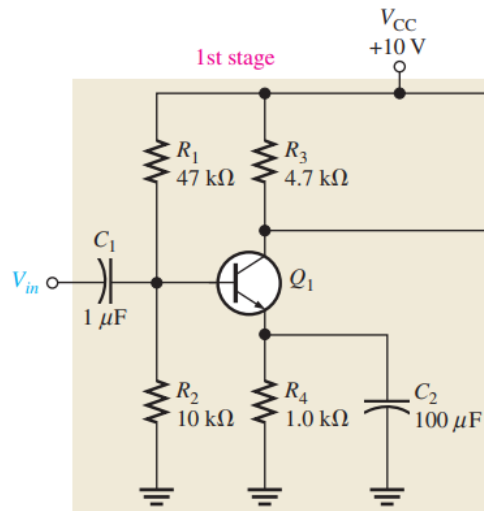 V_CC
+10 V
1st stage
R_1
47 kΩ
R_3
4.7 kΩ
C_1
V_in
1 μF
Q_1
R_2
10 kΩ
R_4
1.0 kΩ
C_2
100 μF